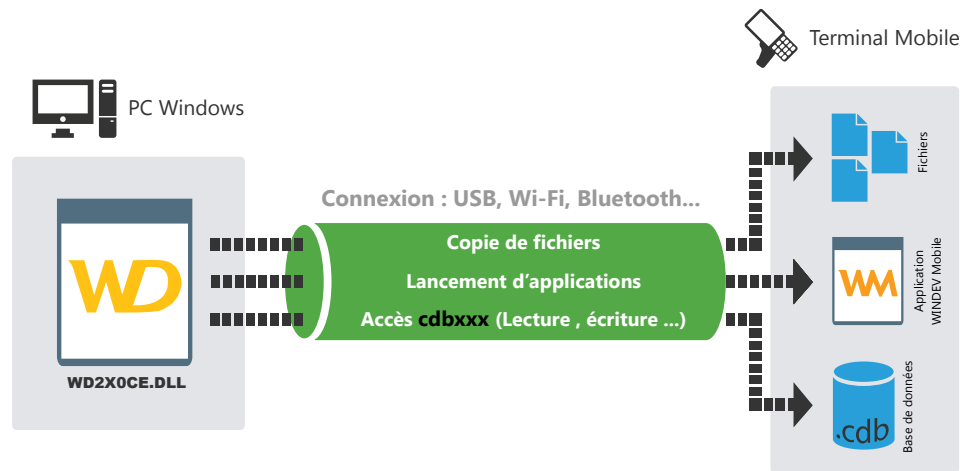 Terminal Mobile
PC Windows
Fichiers
Connexion : USB, Wi-Fi, Bluetooth...
WD
Copie de fichiers
Lancement d’applications
Accès cdbxxx (Lecture , écriture ...)
WM
Application
WINDEV Mobile
WD2X0CE.DLL
.cdb
Base de données